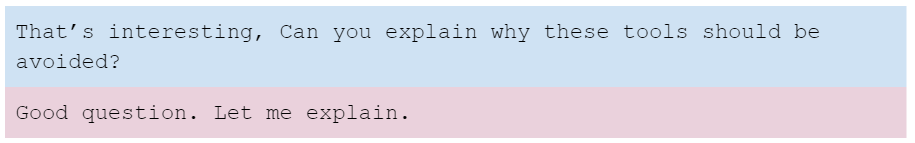 That’s interesting, Can you explain why these tools should be
avoided?
Good question. Let me explain.